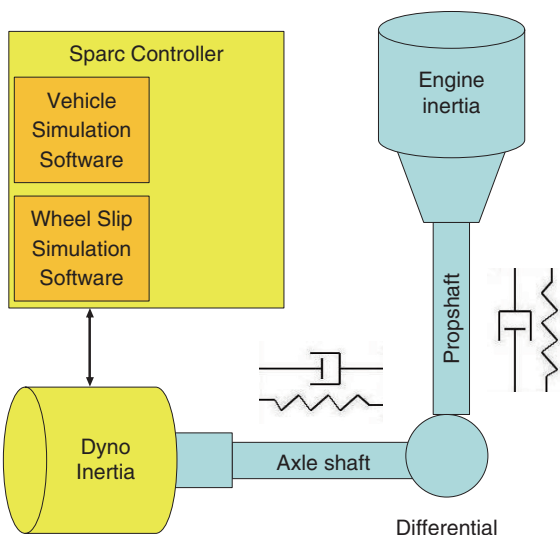 Sparc Controller
Vehicle
Simulation
Software
Wheel Slip
Simulation
Software
Engine
inertia
Propshaft
Dyno
Inertia
Axle shaft
Differential